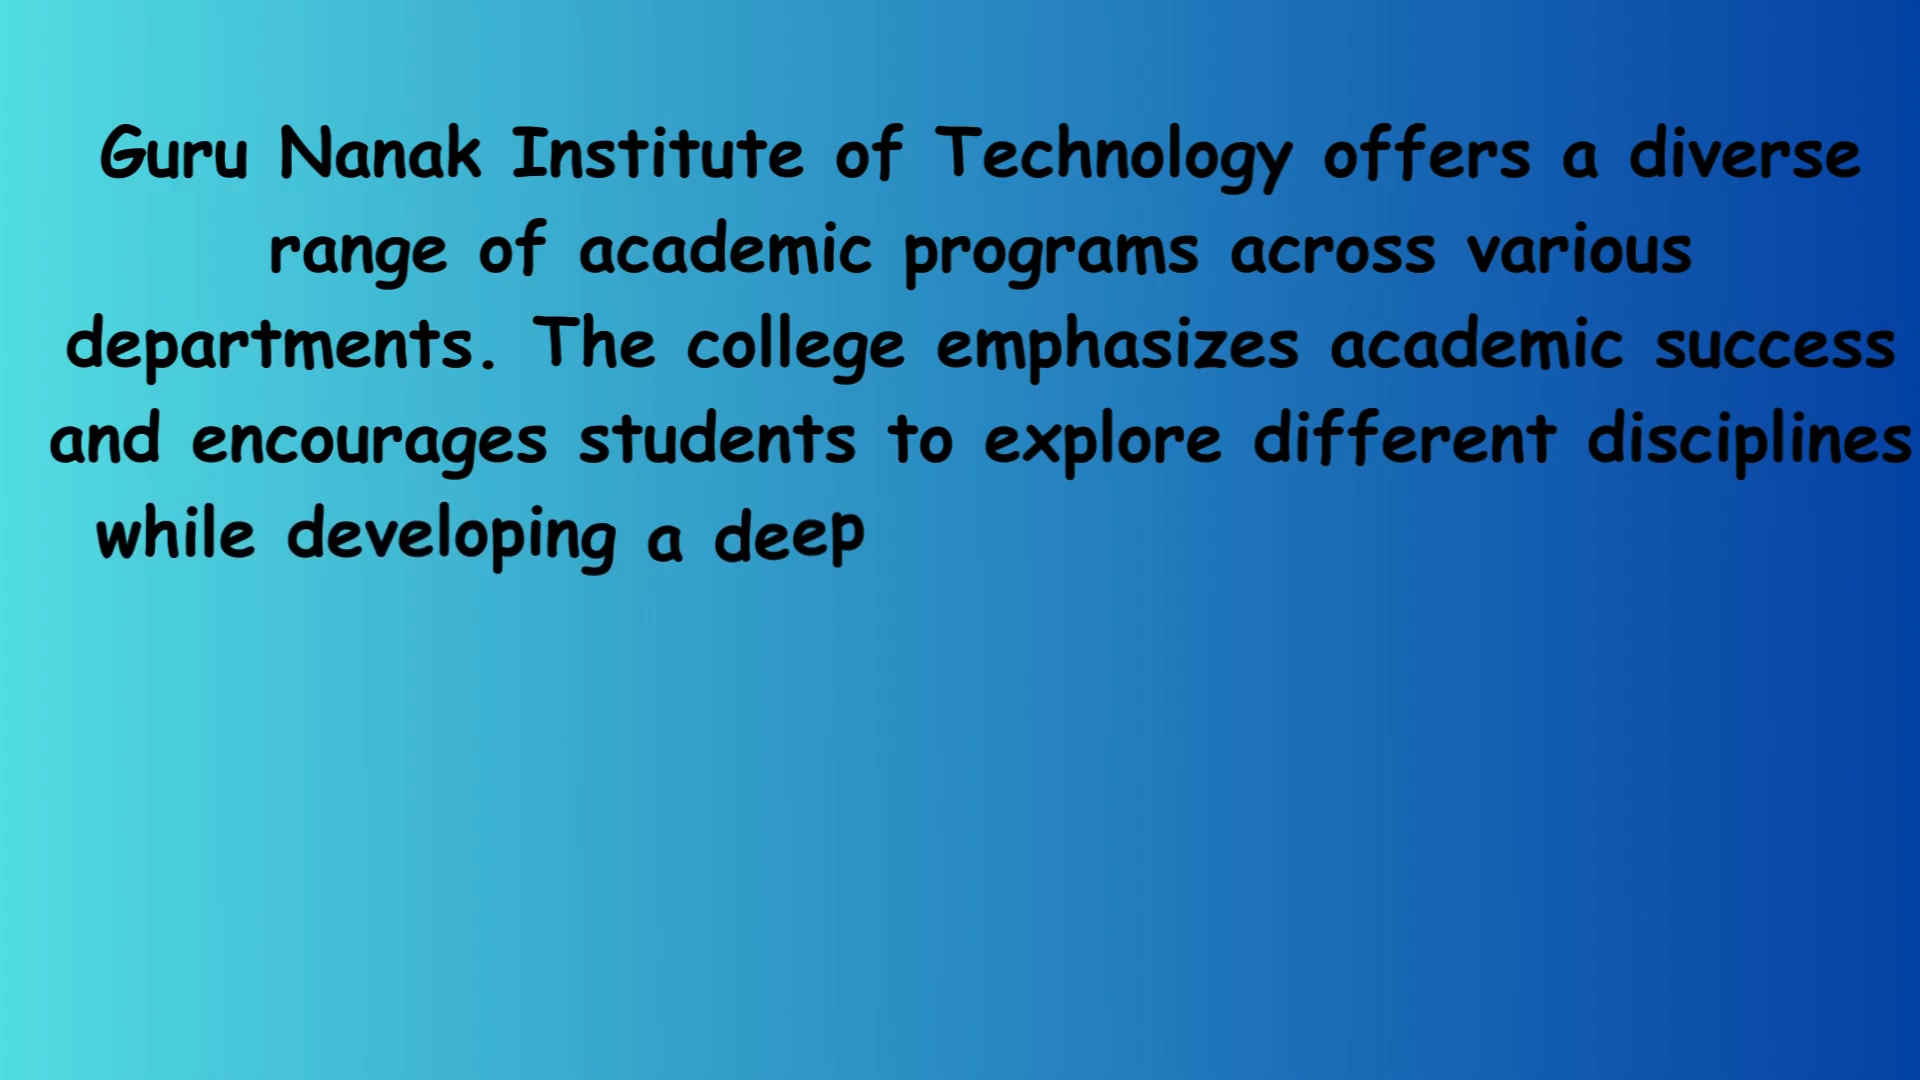 Guru Nanak Institute of Technology offers a diverse
range of academic programs across various
departments. The college emphasizes academic success
and encourages students to explore different disciplines
while developing a deep